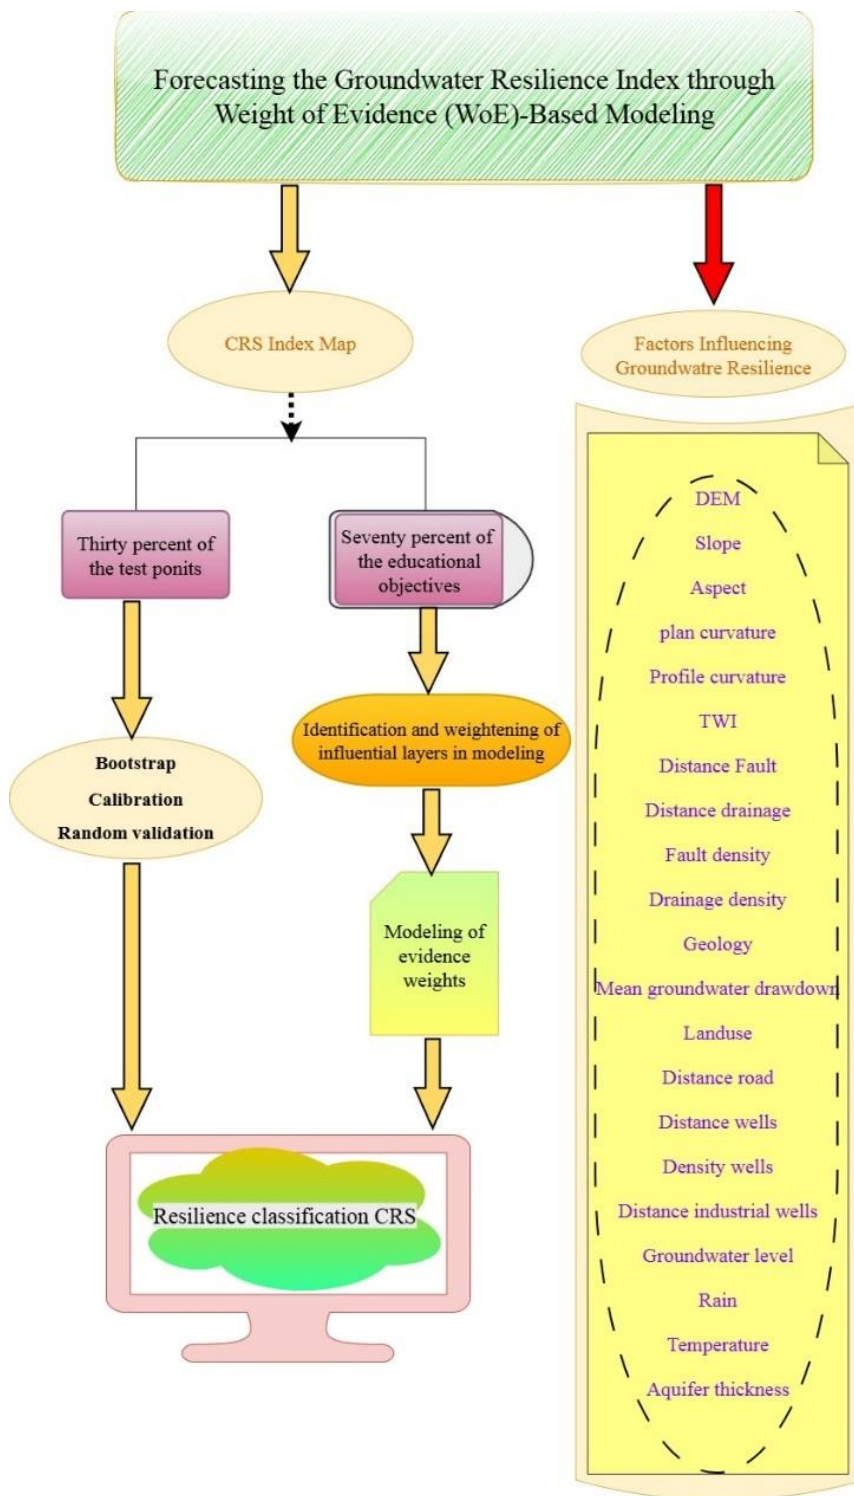 Forecasting the Groundwater Resilience Index through
Weight of Evidence (WoE)-Based Modeling
CRS Index Map
Factors Influencing
Groundwatre Resilience
Thirty percent of
the test ponits
Seventy percent of
the educational
objectives
Identification and weightening of
influential layers in modeling
Bootstrap
Calibration
Random validation
Modeling of
evidence
weights
Resilience classification CRS
DEM
Slope
Aspect
plan curvature
Profile curvature
TWI
Distance Fault
Distance drainage
Fault density
Drainage density
Geology
Mean groundwater drawdown
Landuse
Distance road
Distance wells
Density wells
Distance industrial wells
Groundwater level
Rain
Temperature
Aquifer thickness